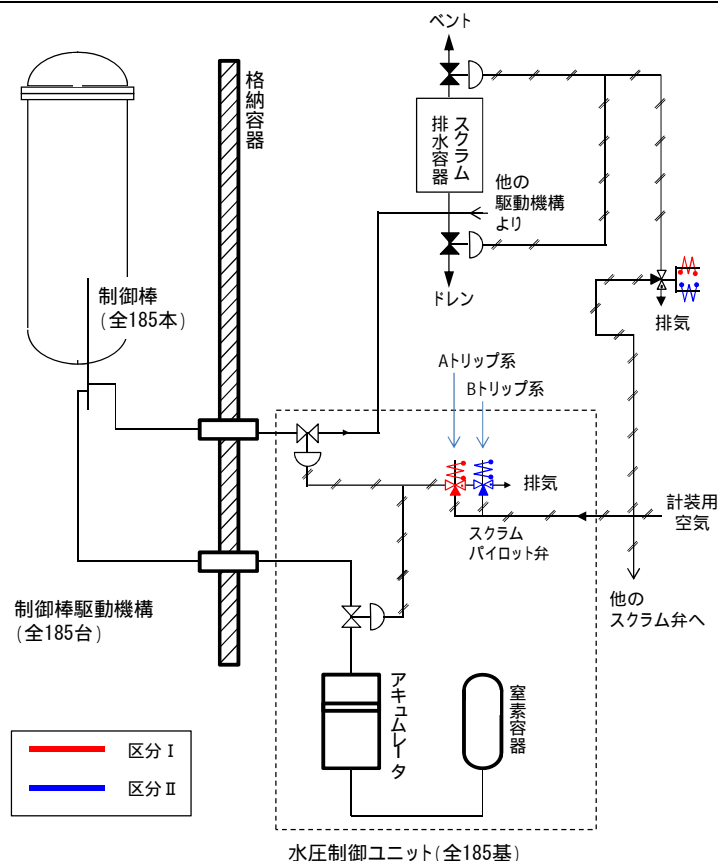 ベント
格納容器
スクラム
排水容器
他の
駆動機構
より
制御棒
(全185本)
ドレン
排気
Aトリップ系
Bトリップ系
排気
計装用
空気
スクラム
パイロット弁
他の
スクラム弁へ
制御棒駆動機構
(全185台)
アキュムレータ
窒素容器
区分Ⅰ
区分Ⅱ
水圧制御ユニット(全185基)